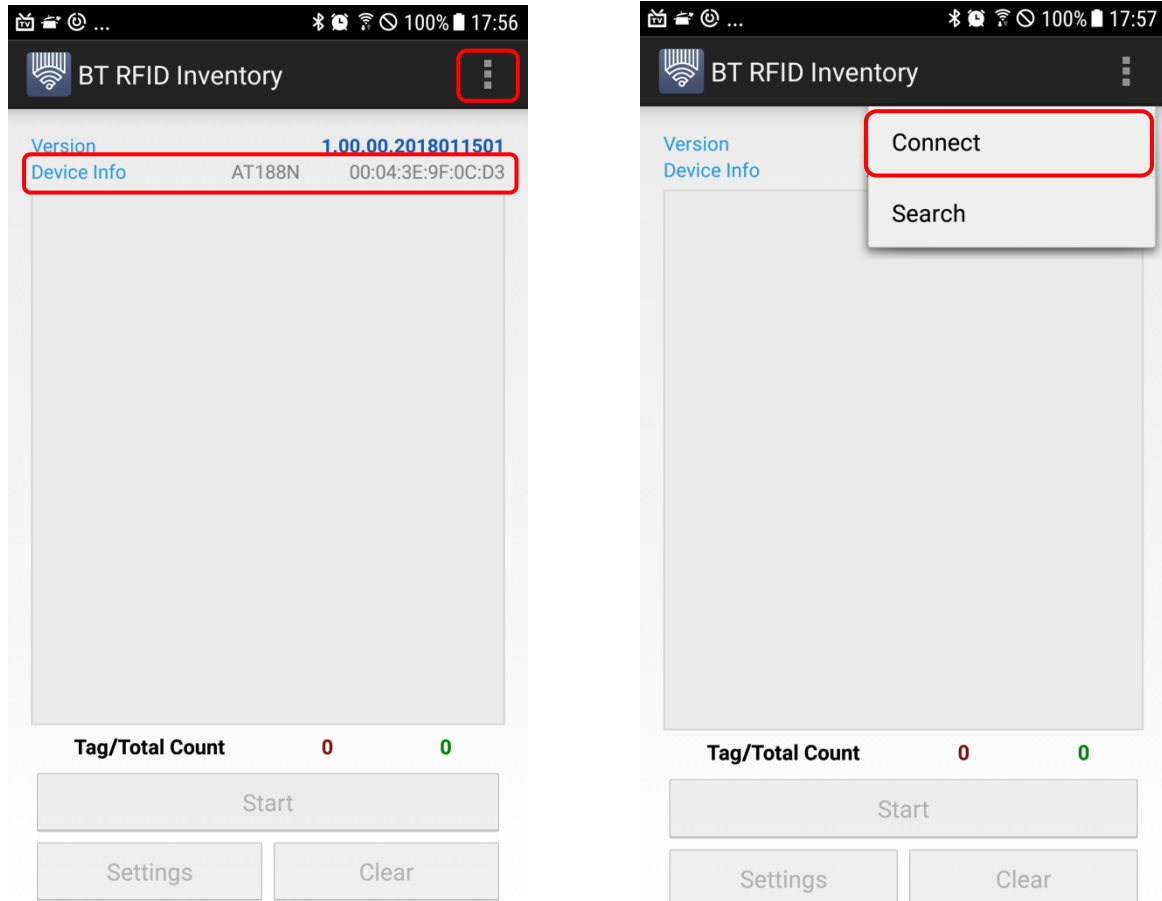 ... 100% 17:56
BT RFID Inventory
Version 1.00.00.2018011501
Device Info AT188N 00:04:3E:9F:0C:D3
Tag/Total Count 0 0
Start
Settings Clear
... 100% 17:57
BT RFID Inventory
Version
Device Info
Connect
Search
Tag/Total Count 0 0
Start
Settings Clear